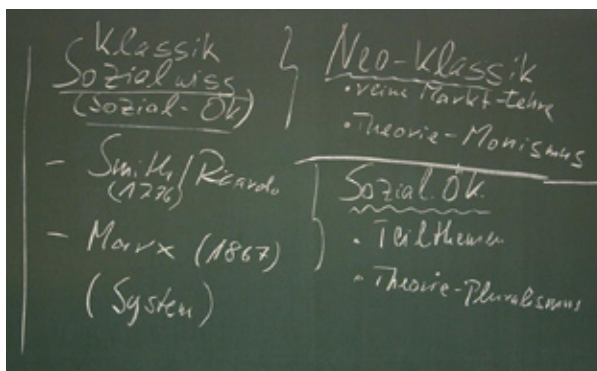 Klassik
Sozialwiss
(Sozial-Ök)
- Smith/Ricardo
(1776)
- Marx (1867)
(System)
Neo-Klassik
• reine Markt-Lehre
• Theorie-Monismus
Sozial.Ök.
• Teilthemen
• Theorie-Pluralismus